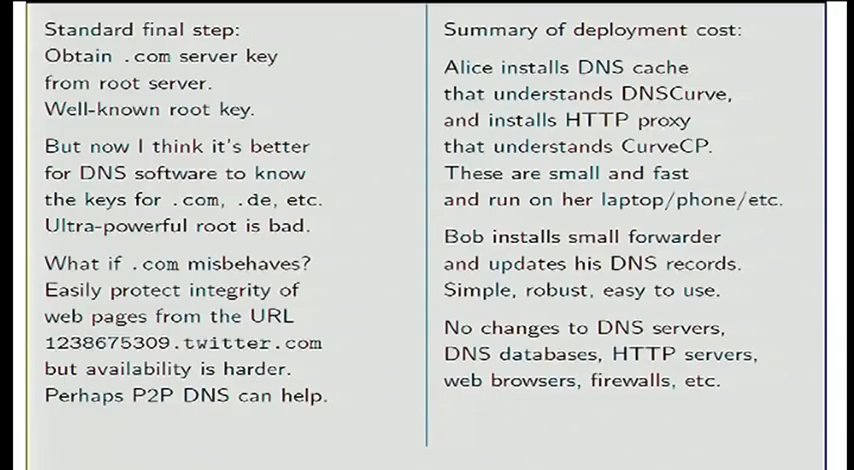 Standard final step:
Obtain .com server key
from root server.
Well-known root key.
But now I think it's better
for DNS software to know
the keys for .com, .de, etc.
Ultra-powerful root is bad.
What if .com misbehaves?
Easily protect integrity of
web pages from the URL
1238675309.twitter.com
but availability is harder.
Perhaps P2P DNS can help.
Summary of deployment cost:
Alice installs DNS cache
that understands DNSCurve,
and installs HTTP proxy
that understands CurveCP.
These are small and fast
and run on her laptop/phone/etc.
Bob installs small forwarder
and updates his DNS records.
Simple, robust, easy to use.
No changes to DNS servers,
DNS databases, HTTP servers,
web browsers, firewalls, etc.